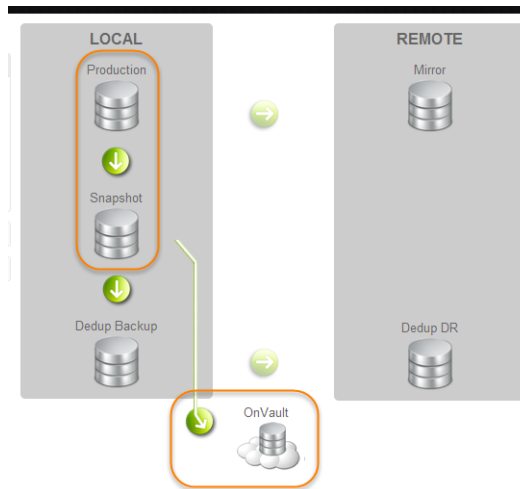 LOCAL
REMOTE
Production
Mirror
Snapshot
Dedup Backup
Dedup DR
OnVault